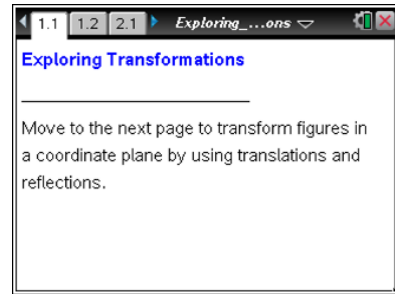 1.1 1.2 2.1 Exploring_...ons
Exploring Transformations
Move to the next page to transform figures in
a coordinate plane by using translations and
reflections.